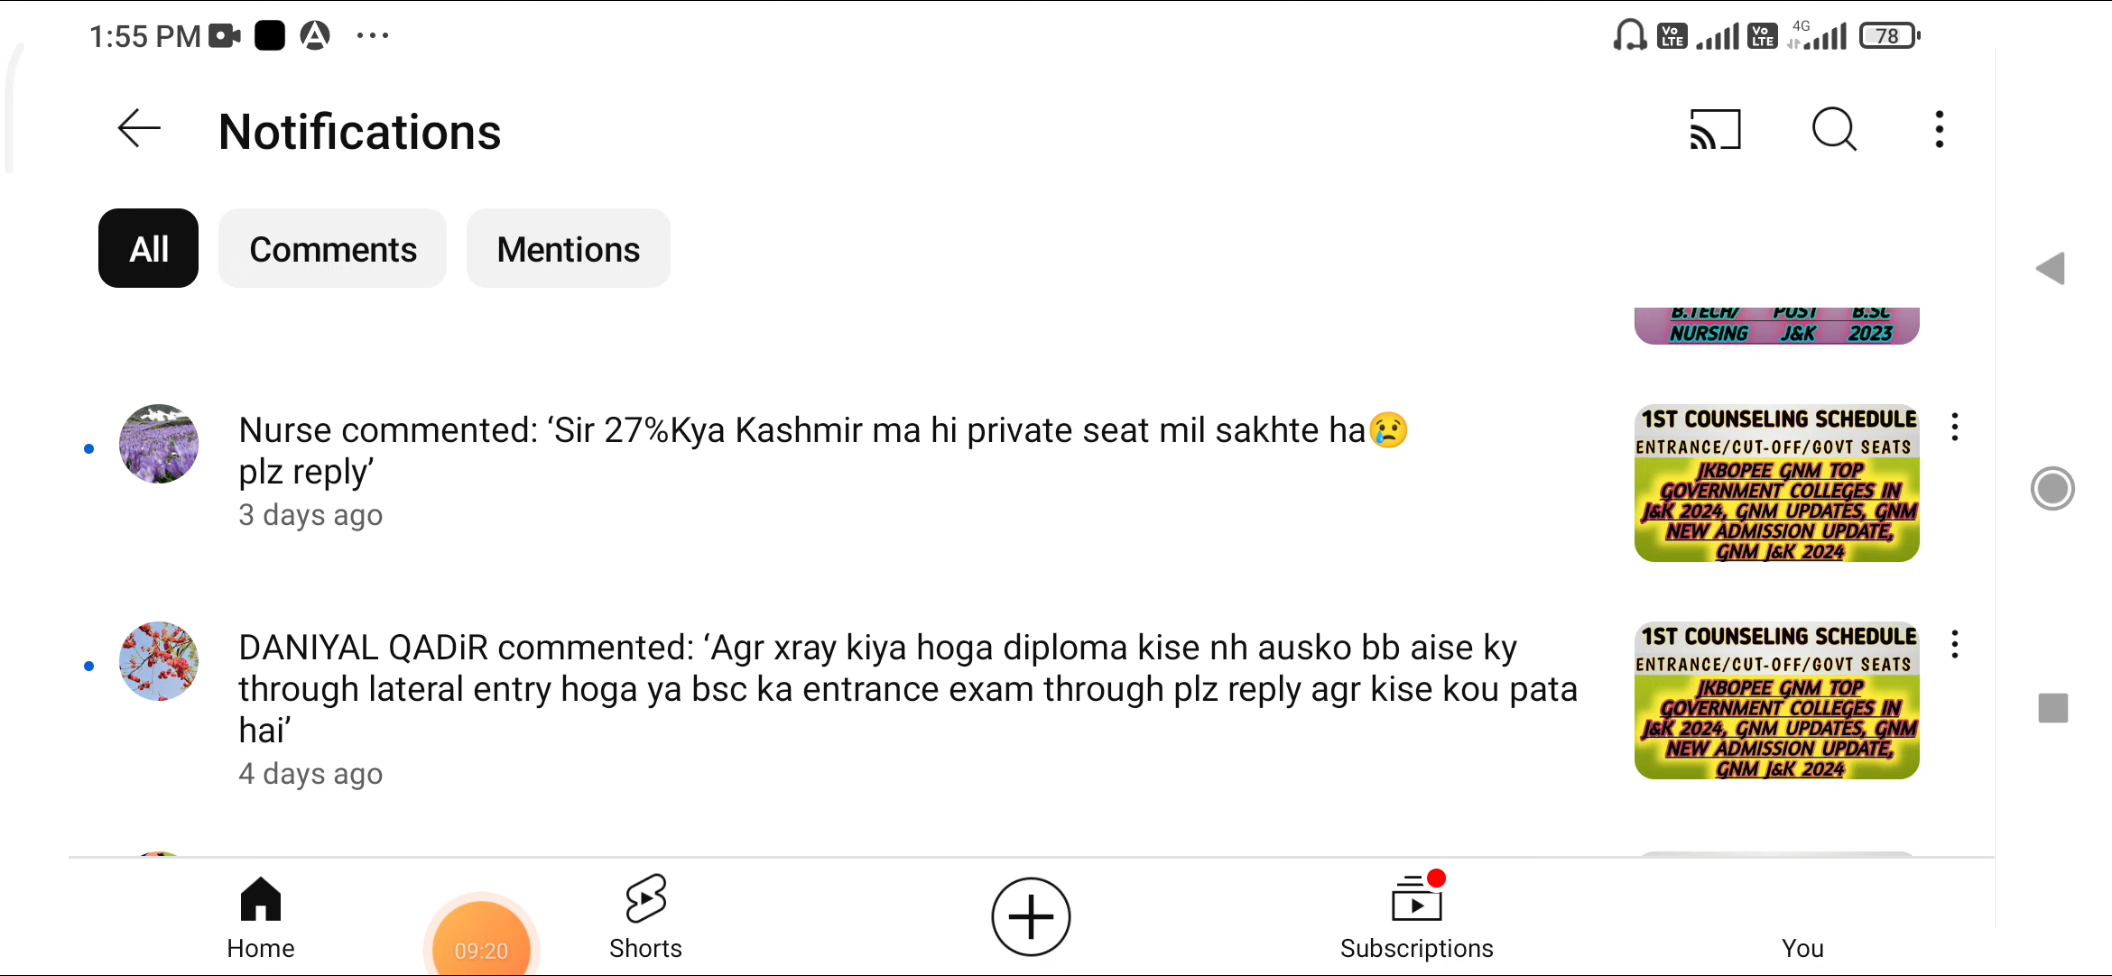 1:55 PM
Vo LTE
Vo LTE
4G
78
Notifications
All
Comments
Mentions
B.TECH/ POST B.SC
NURSING J&K 2023
Nurse commented: ‘Sir 27%Kya Kashmir ma hi private seat mil sakhte ha😢
plz reply’
3 days ago
1ST COUNSELING SCHEDULE
ENTRANCE/CUT-OFF/GOVT SEATS
JKBOPEE GNM TOP
GOVERNMENT COLLEGES IN
J&K 2024, GNM UPDATES, GNM
NEW ADMISSION UPDATE,
GNM J&K 2024
DANIYAL QADiR commented: ‘Agr xray kiya hoga diploma kise nh ausko bb aise ky
through lateral entry hoga ya bsc ka entrance exam through plz reply agr kise kou pata
hai’
4 days ago
1ST COUNSELING SCHEDULE
ENTRANCE/CUT-OFF/GOVT SEATS
JKBOPEE GNM TOP
GOVERNMENT COLLEGES IN
J&K 2024, GNM UPDATES, GNM
NEW ADMISSION UPDATE,
GNM J&K 2024
Home
09:20
Shorts
Subscriptions
You